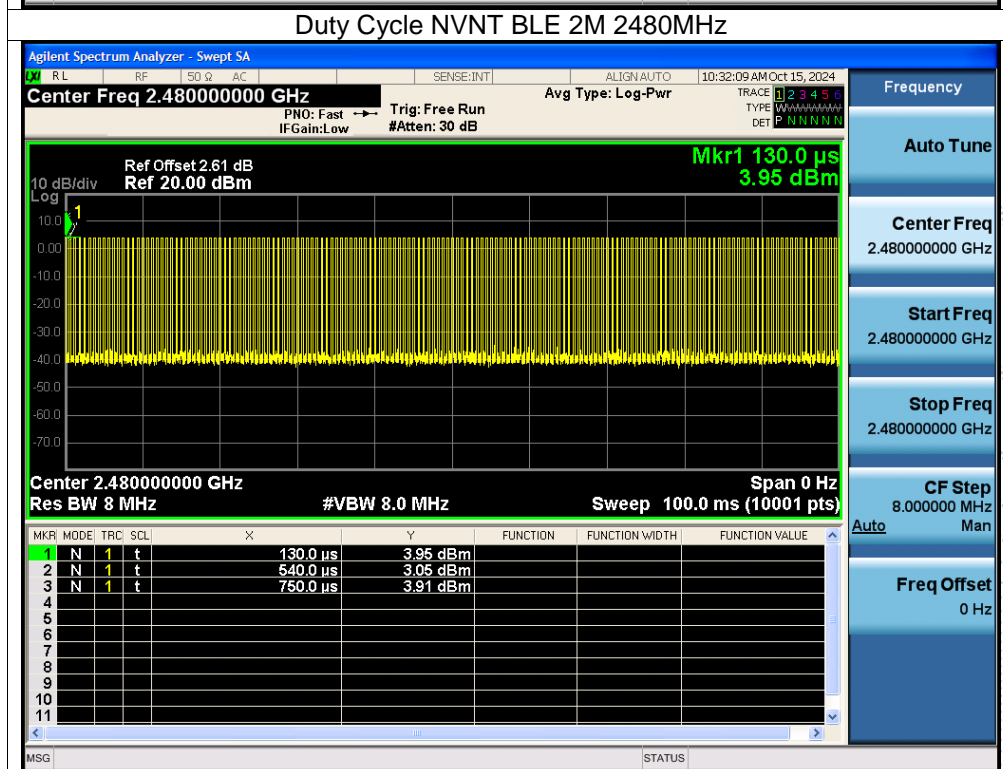 Duty Cycle NVNT BLE 2M 2480MHz
Agilent Spectrum Analyzer - Swept SA
LXI RL RF 50 Ω AC SENSE:INT ALIGN AUTO 10:32:09 AM Oct 15, 2024
Center Freq 2.480000000 GHz Avg Type: Log-Pwr TRACE 1 2 3 4 5 6
PNO: Fast Trig: Free Run TYPE
IFGain:Low #Atten: 30 dB DET P N N N N N
Frequency
Mkr1 130.0 µs
Ref Offset 2.61 dB
10 dB/div Ref 20.00 dBm 3.95 dBm
Log
1
10.0
0.00
-10.0
-20.0
-30.0
-40.0
-50.0
-60.0
-70.0
Center 2.480000000 GHz Span 0 Hz
Res BW 8 MHz #VBW 8.0 MHz Sweep 100.0 ms (10001 pts)
MKR MODE TRC SCL X Y FUNCTION FUNCTION WIDTH FUNCTION VALUE
1 N 1 t 130.0 µs 3.95 dBm
2 N 1 t 540.0 µs 3.05 dBm
3 N 1 t 750.0 µs 3.91 dBm
4
5
6
7
8
9
10
11
Auto Tune
Center Freq
2.480000000 GHz
Start Freq
2.480000000 GHz
Stop Freq
2.480000000 GHz
CF Step
8.000000 MHz
Auto Man
Freq Offset
0 Hz
MSG STATUS